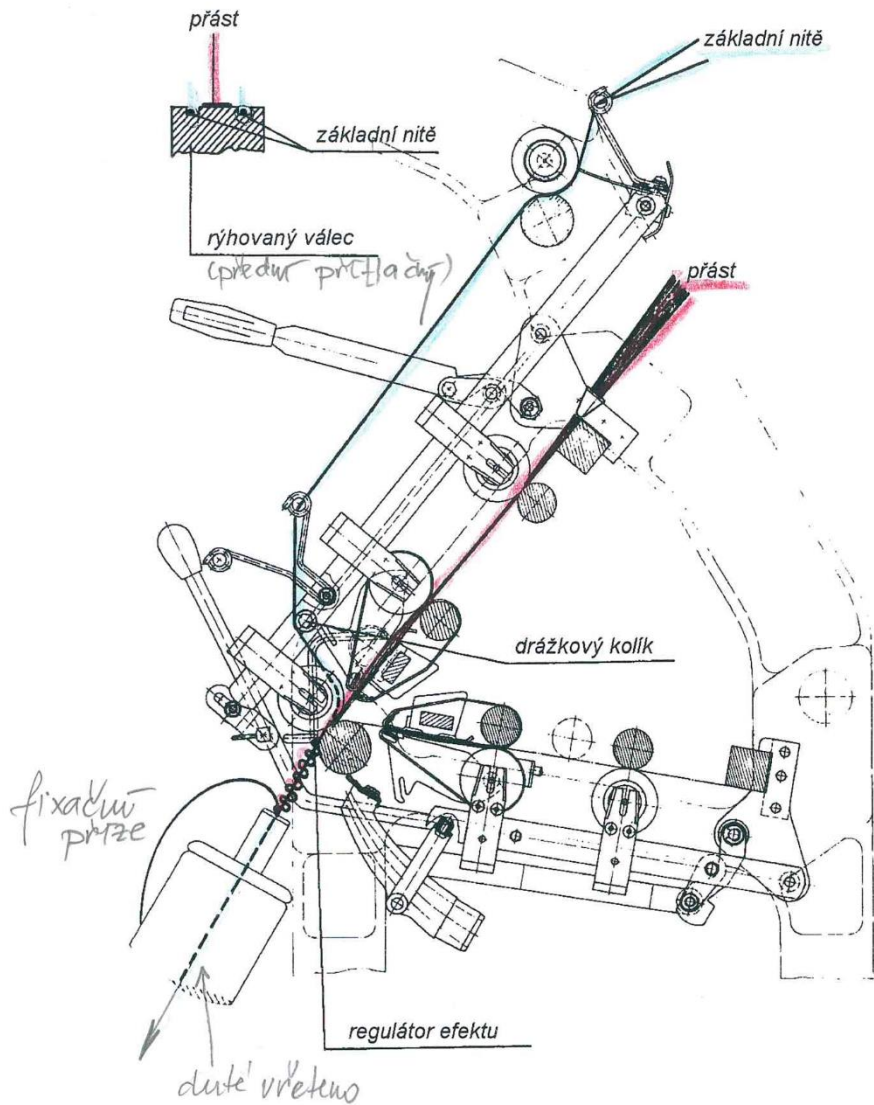 přást
základní nitě
základní nitě
rýhovaný válec
(přední přítlačný)
přást
drážkový kolík
fixační
příze
regulátor efektu
duté vřeteno